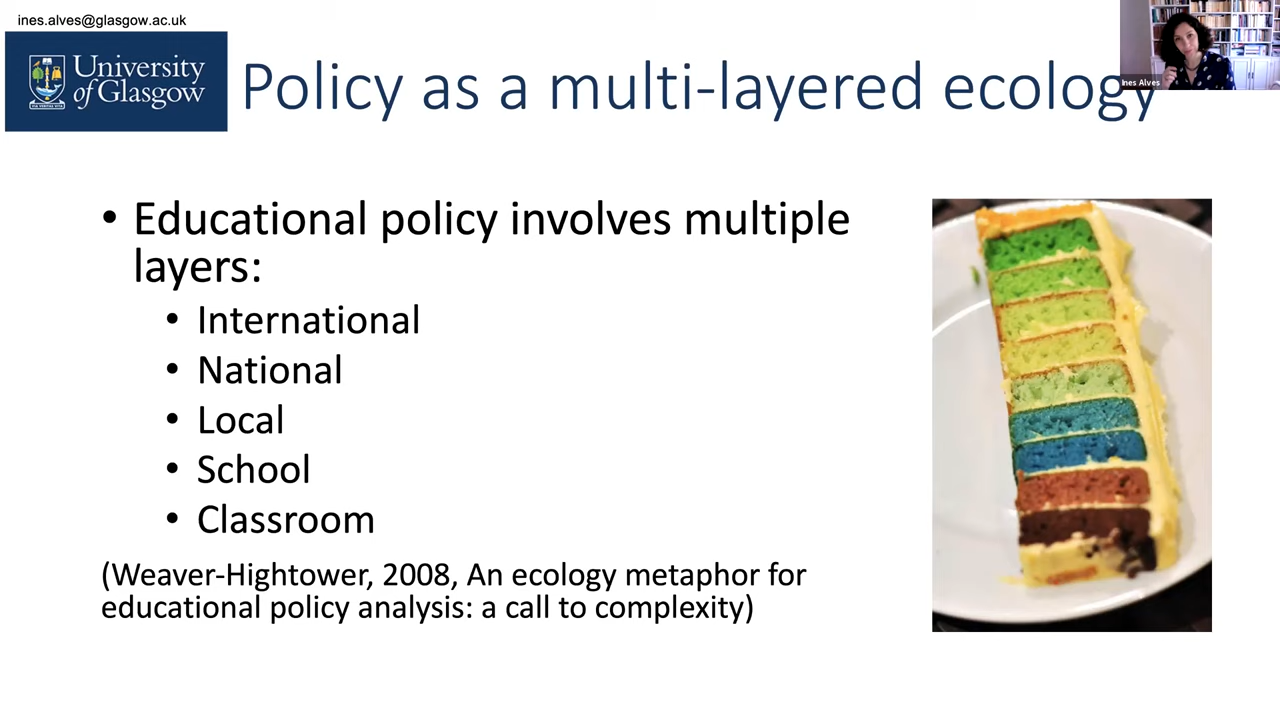 ines.alves@glasgow.ac.uk
University
of Glasgow
Policy as a multi-layered ecology
Ines Alves
• Educational policy involves multiple
layers:
• International
• National
• Local
• School
• Classroom
(Weaver-Hightower, 2008, An ecology metaphor for
educational policy analysis: a call to complexity)